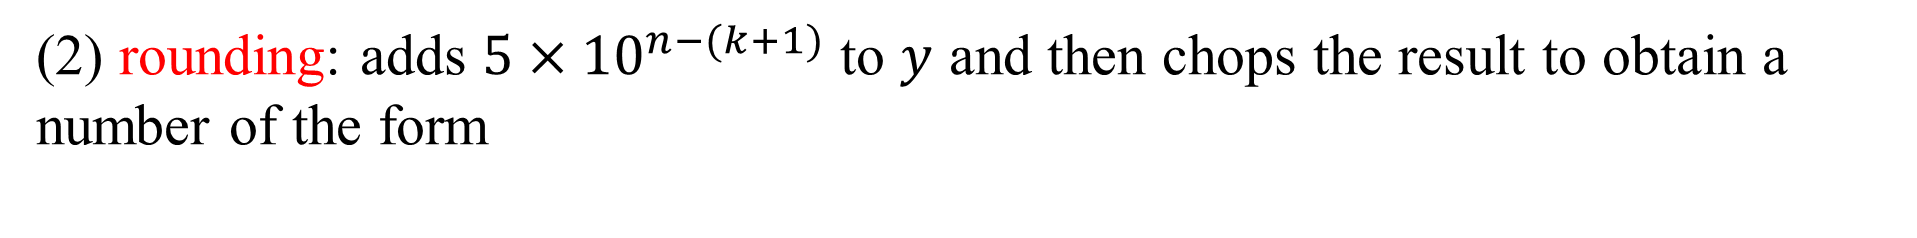 (2) rounding: adds 5 × 10^{n−(k+1)} to y and then chops the result to obtain a
number of the form